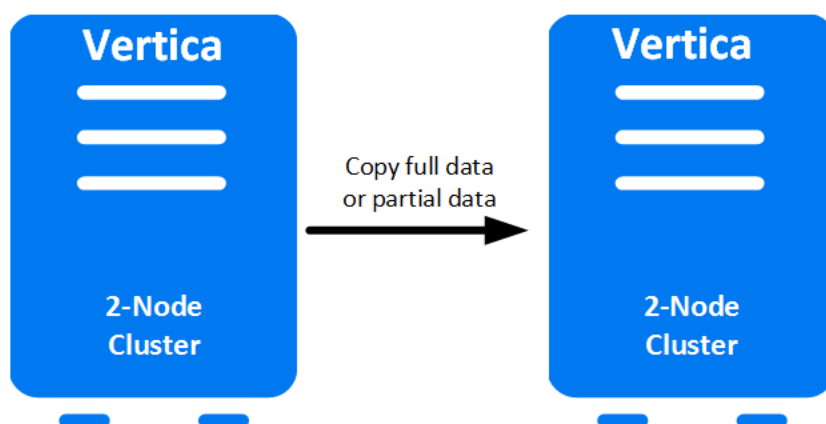 Vertica
2-Node
Cluster
Copy full data
or partial data
Vertica
2-Node
Cluster